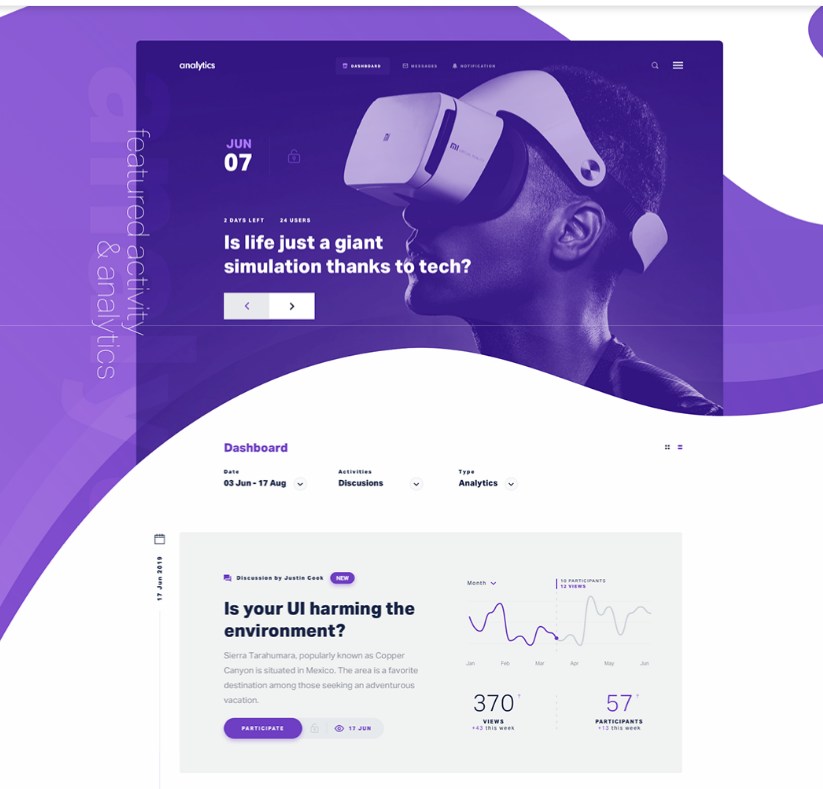 analytics
DASHBOARD MESSAGES NOTIFICATION
featured activity
& analytics
JUN
07
2 DAYS LEFT 24 USERS
Is life just a giant
simulation thanks to tech?
Dashboard
Date Activities Type
03 Jun - 17 Aug Discusions Analytics
17 Jun 2019
Discussion by Justin Cook NEW
Is your UI harming the
environment?
Sierra Tarahumara, popularly known as Copper
Canyon is situated in Mexico. The area is a favorite
destination among those seeking an adventurous
vacation.
PARTICIPATE 17 JUN
Month
10 PARTICIPANTS
12 VIEWS
Jan Feb Mar Apr May Jun
370 57
VIEWS PARTICIPANTS
+43 this week +13 this week